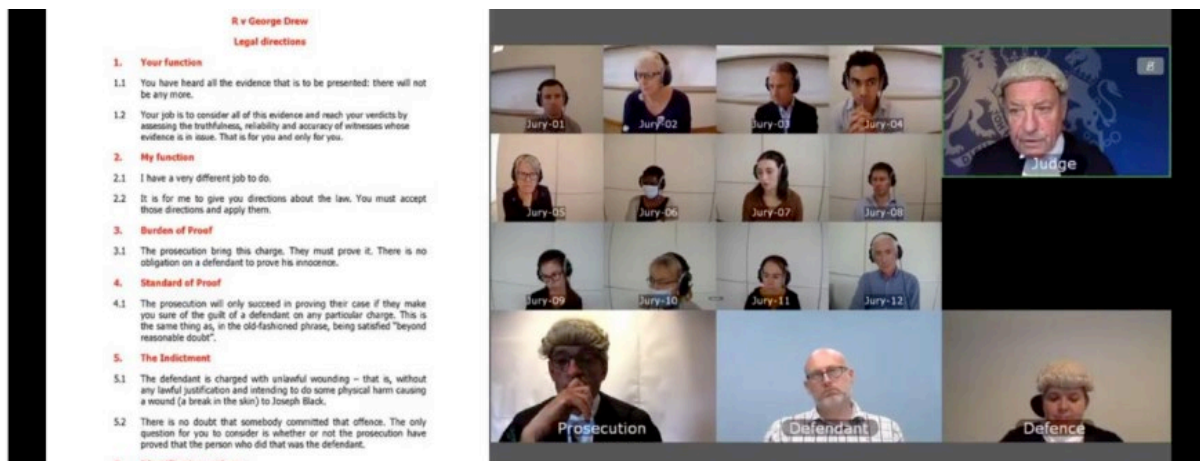 R v George Drew
Legal directions
1. Your function
1.1 You have heard all the evidence that is to be presented: there will not
be any more.
1.2 Your job is to consider all of this evidence and reach your verdicts by
assessing the truthfulness, reliability and accuracy of witnesses whose
evidence is in issue. That is for you and only for you.
2. My function
2.1 I have a very different job to do.
2.2 It is for me to give you directions about the law. You must accept
those directions and apply them.
3. Burden of Proof
3.1 The prosecution bring this charge. They must prove it. There is no
obligation on a defendant to prove his innocence.
4. Standard of Proof
4.1 The prosecution will only succeed in proving their case if they make
you sure of the guilt of a defendant on any particular charge. This is
the same thing as, in the old-fashioned phrase, being satisfied "beyond
reasonable doubt".
5. The Indictment
5.1 The defendant is charged with unlawful wounding – that is, without
any lawful justification and intending to do some physical harm causing
a wound (a break in the skin) to Joseph Black.
5.2 There is no doubt that somebody committed that offence. The only
question for you to consider is whether or not the prosecution have
proved that the person who did that was the defendant.
Jury-01 Jury-02 Jury-03 Jury-04
Judge
Jury-05 Jury-06 Jury-07 Jury-08
Jury-09 Jury-10 Jury-11 Jury-12
Prosecution Defendant Defence